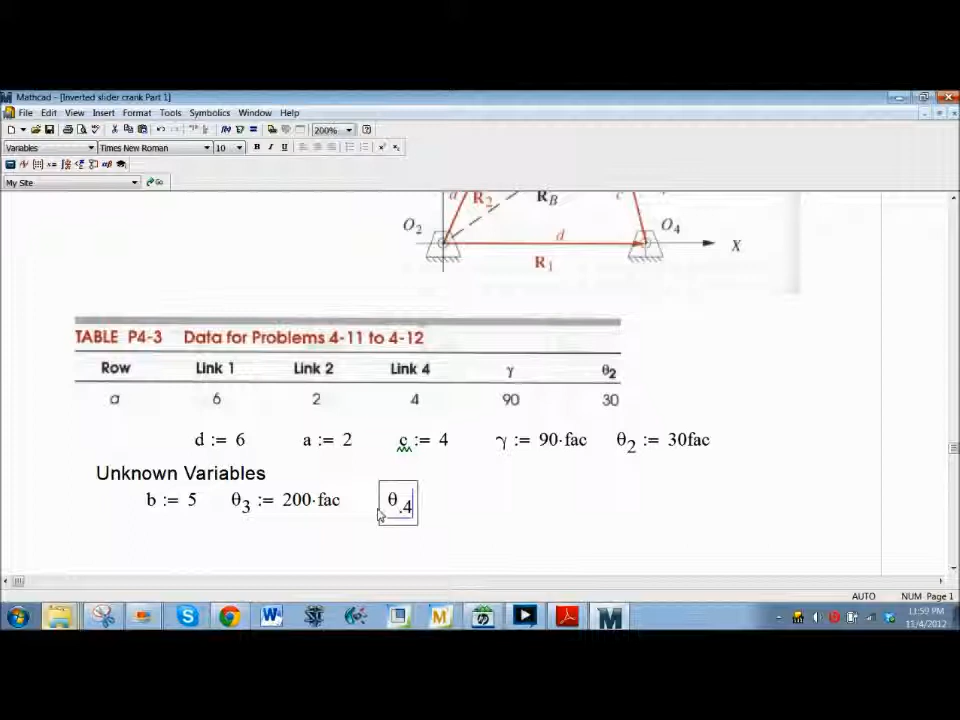 Mathcad - [Inverted slider crank Part 1]
File Edit View Insert Format Tools Symbolics Window Help
200%
Variables Times New Roman 10 B I U
My Site Go
a R2 RB c
O2 d O4 X
R1
TABLE P4-3 Data for Problems 4-11 to 4-12
Row Link 1 Link 2 Link 4 γ θ2
a 6 2 4 90 30
d := 6 a := 2 c := 4 γ := 90·fac θ2 := 30fac
Unknown Variables
b := 5 θ3 := 200·fac θ.4
AUTO NUM Page 1
11:59 PM
11/4/2012